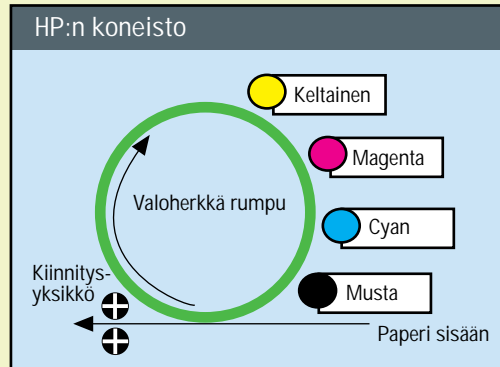 HP:n koneisto
Keltainen
Magenta
Valoherkkä rumpu
Cyan
Kiinnitys-
yksikkö
Musta
Paperi sisään